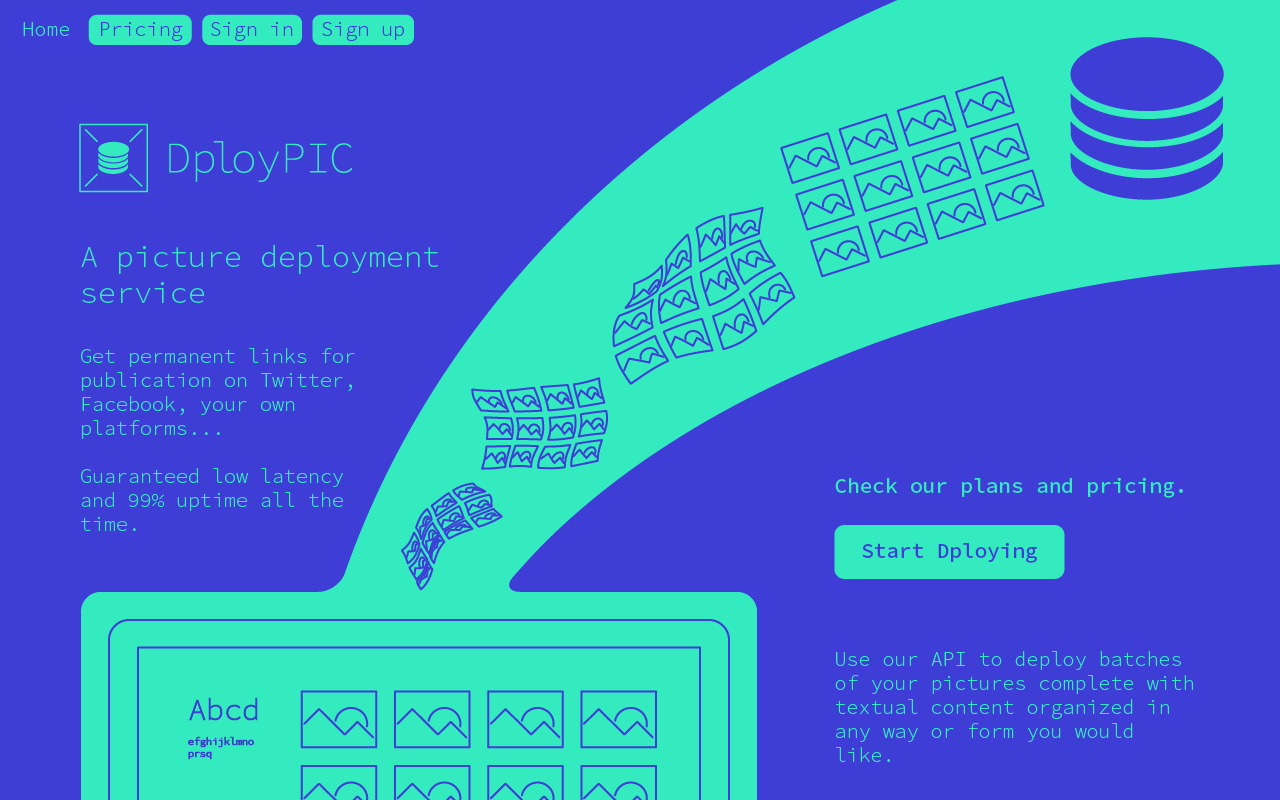 Home
Pricing
Sign in
Sign up
DployPIC
A picture deployment
service
Get permanent links for
publication on Twitter,
Facebook, your own
platforms...
Guaranteed low latency
and 99% uptime all the
time.
Check our plans and pricing.
Start Dploying
Use our API to deploy batches
of your pictures complete with
textual content organized in
any way or form you would
like.
Abcd
efghijklmno
prsq